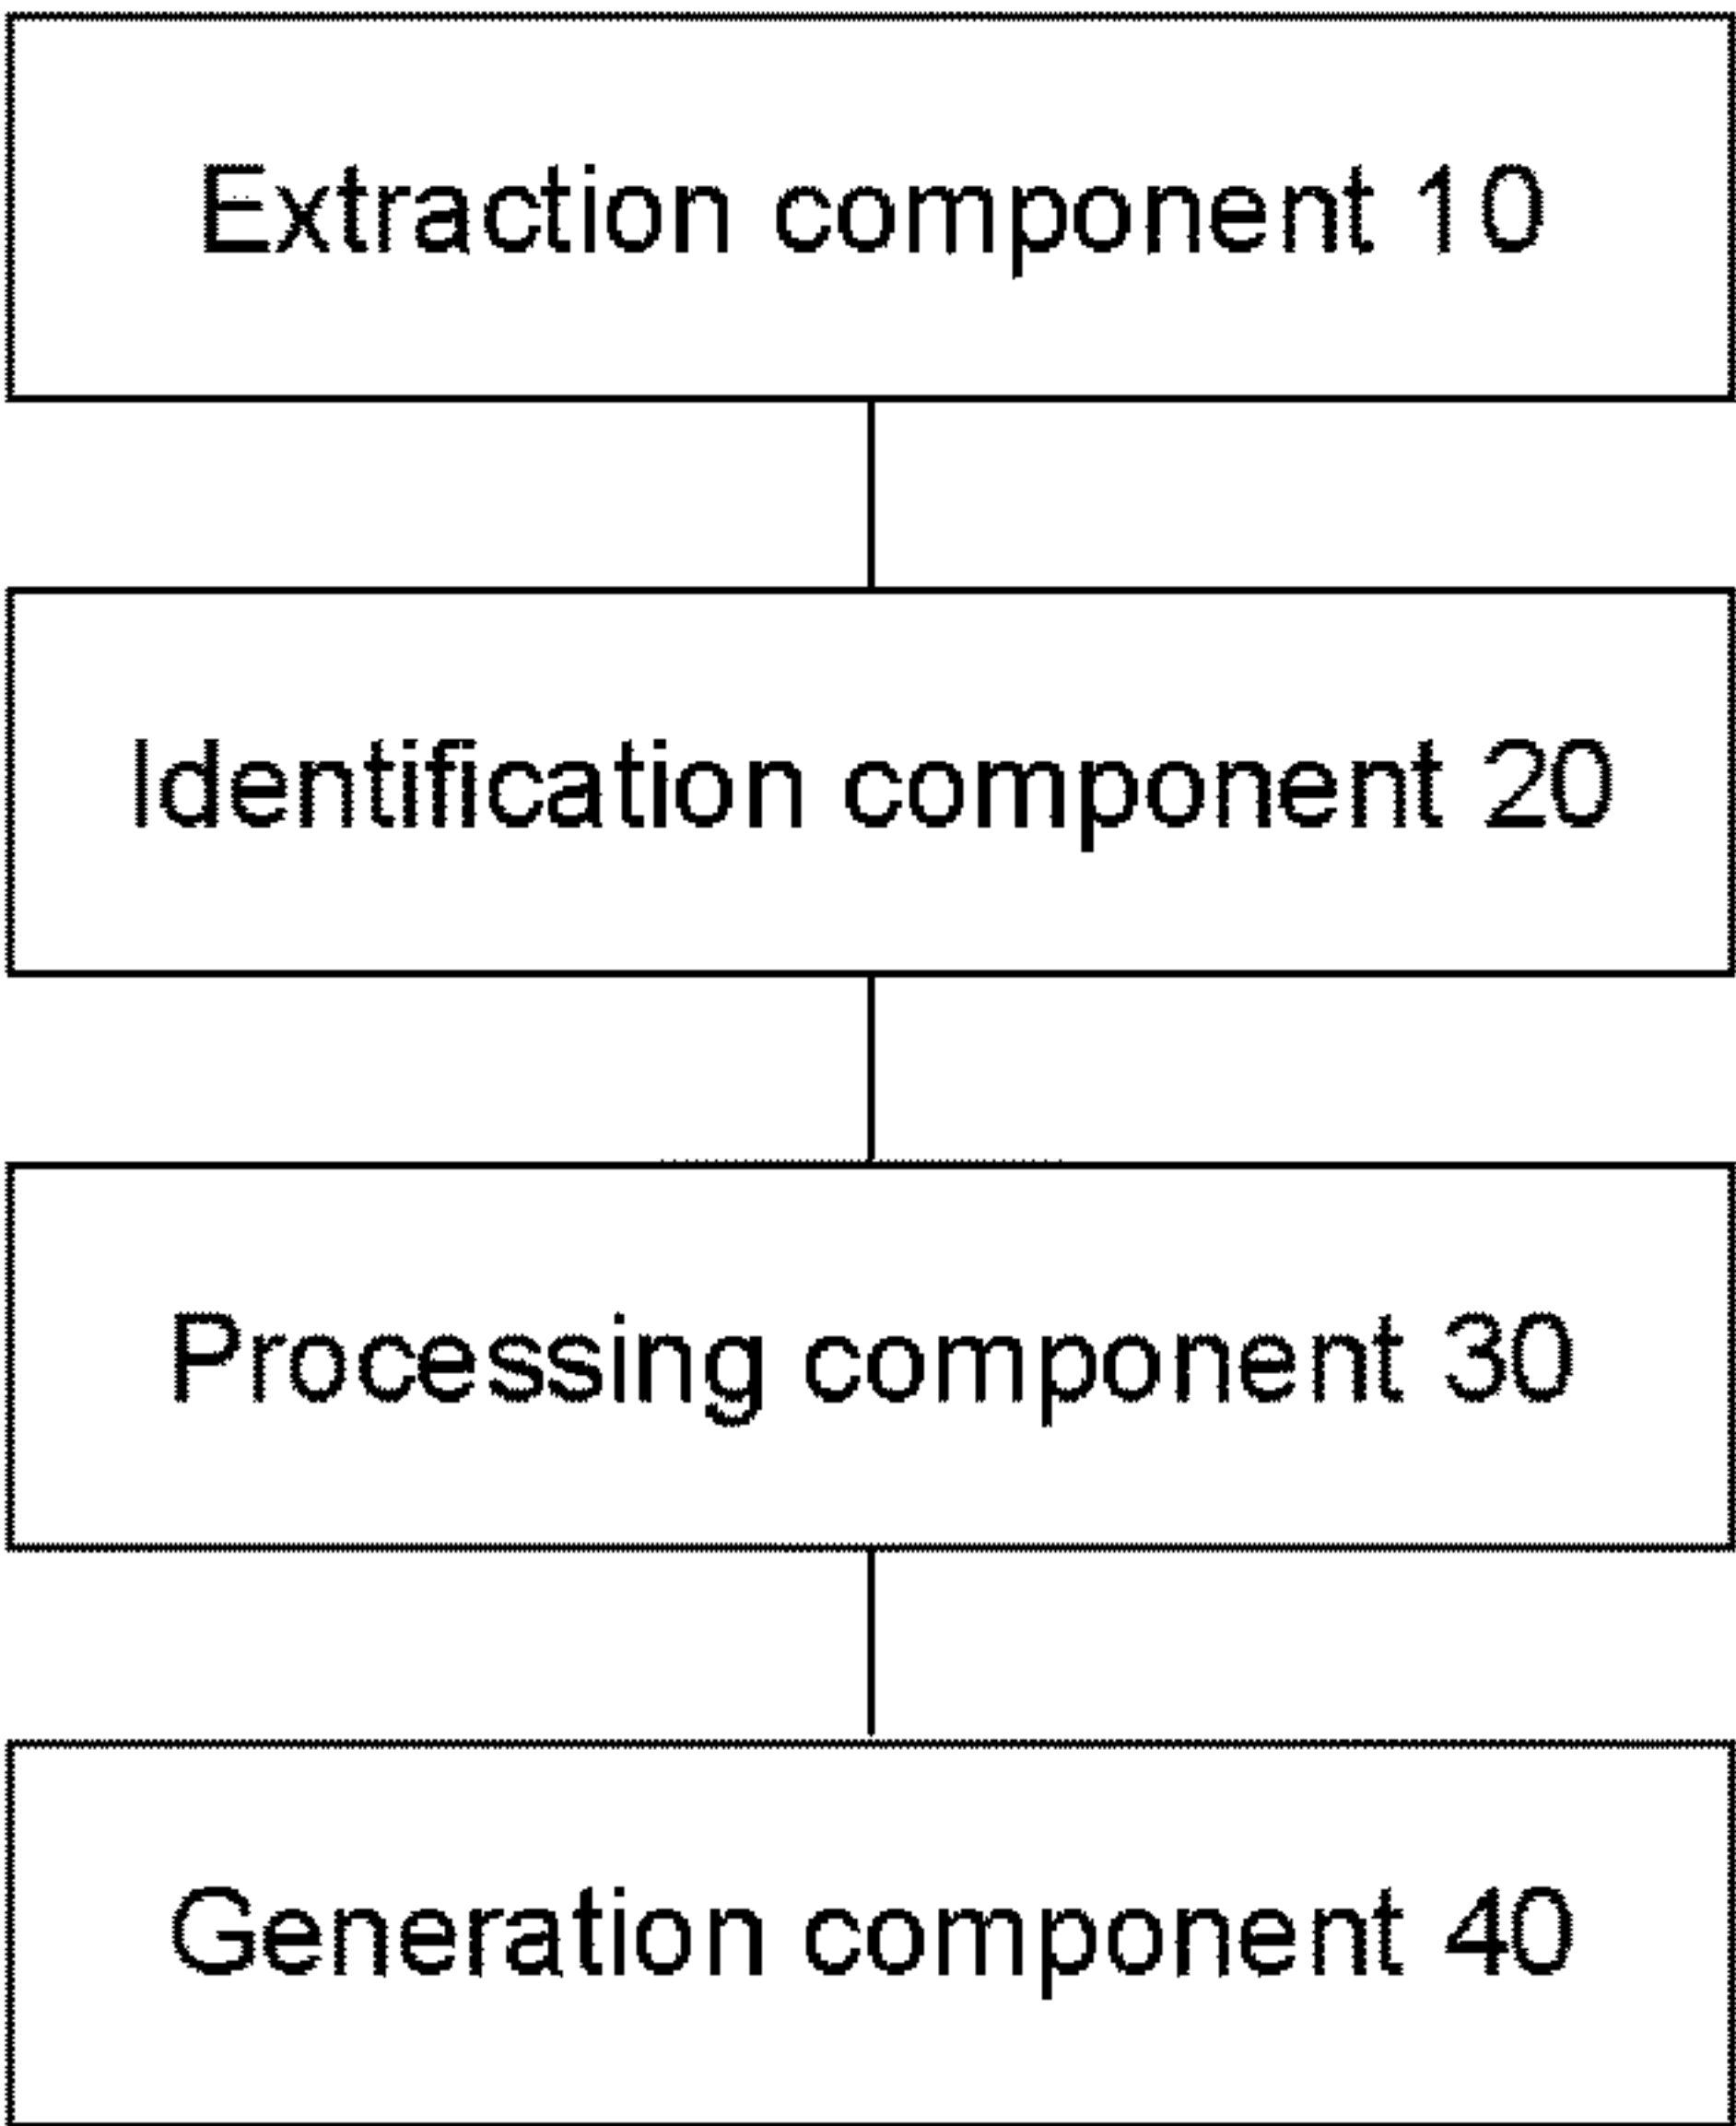 Extraction component 10
Identification component 20
Processing component 30
Generation component 40